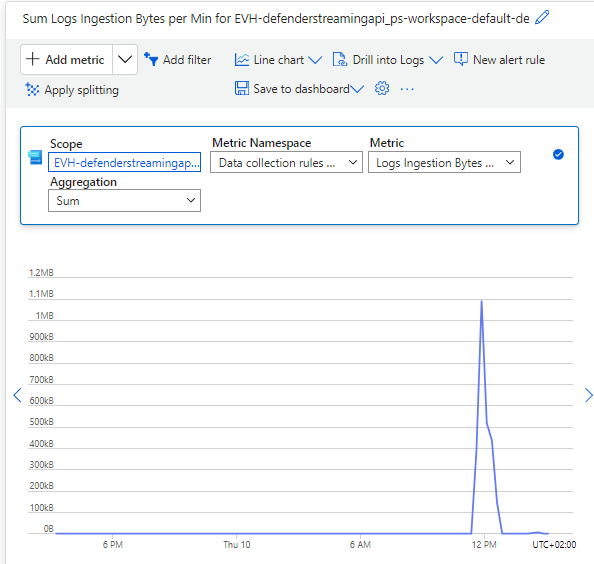 Sum Logs Ingestion Bytes per Min for EVH-defenderstreamingapi_ps-workspace-default-de
Add metric Add filter Line chart Drill into Logs New alert rule
Apply splitting Save to dashboard ...
Scope Metric Namespace Metric
EVH-defenderstreamingap... Data collection rules ... Logs Ingestion Bytes ...
Aggregation
Sum
1.2MB
1.1MB
1MB
900kB
800kB
700kB
600kB
500kB
400kB
300kB
200kB
100kB
0B
6 PM Thu 10 6 AM 12 PM UTC+02:00